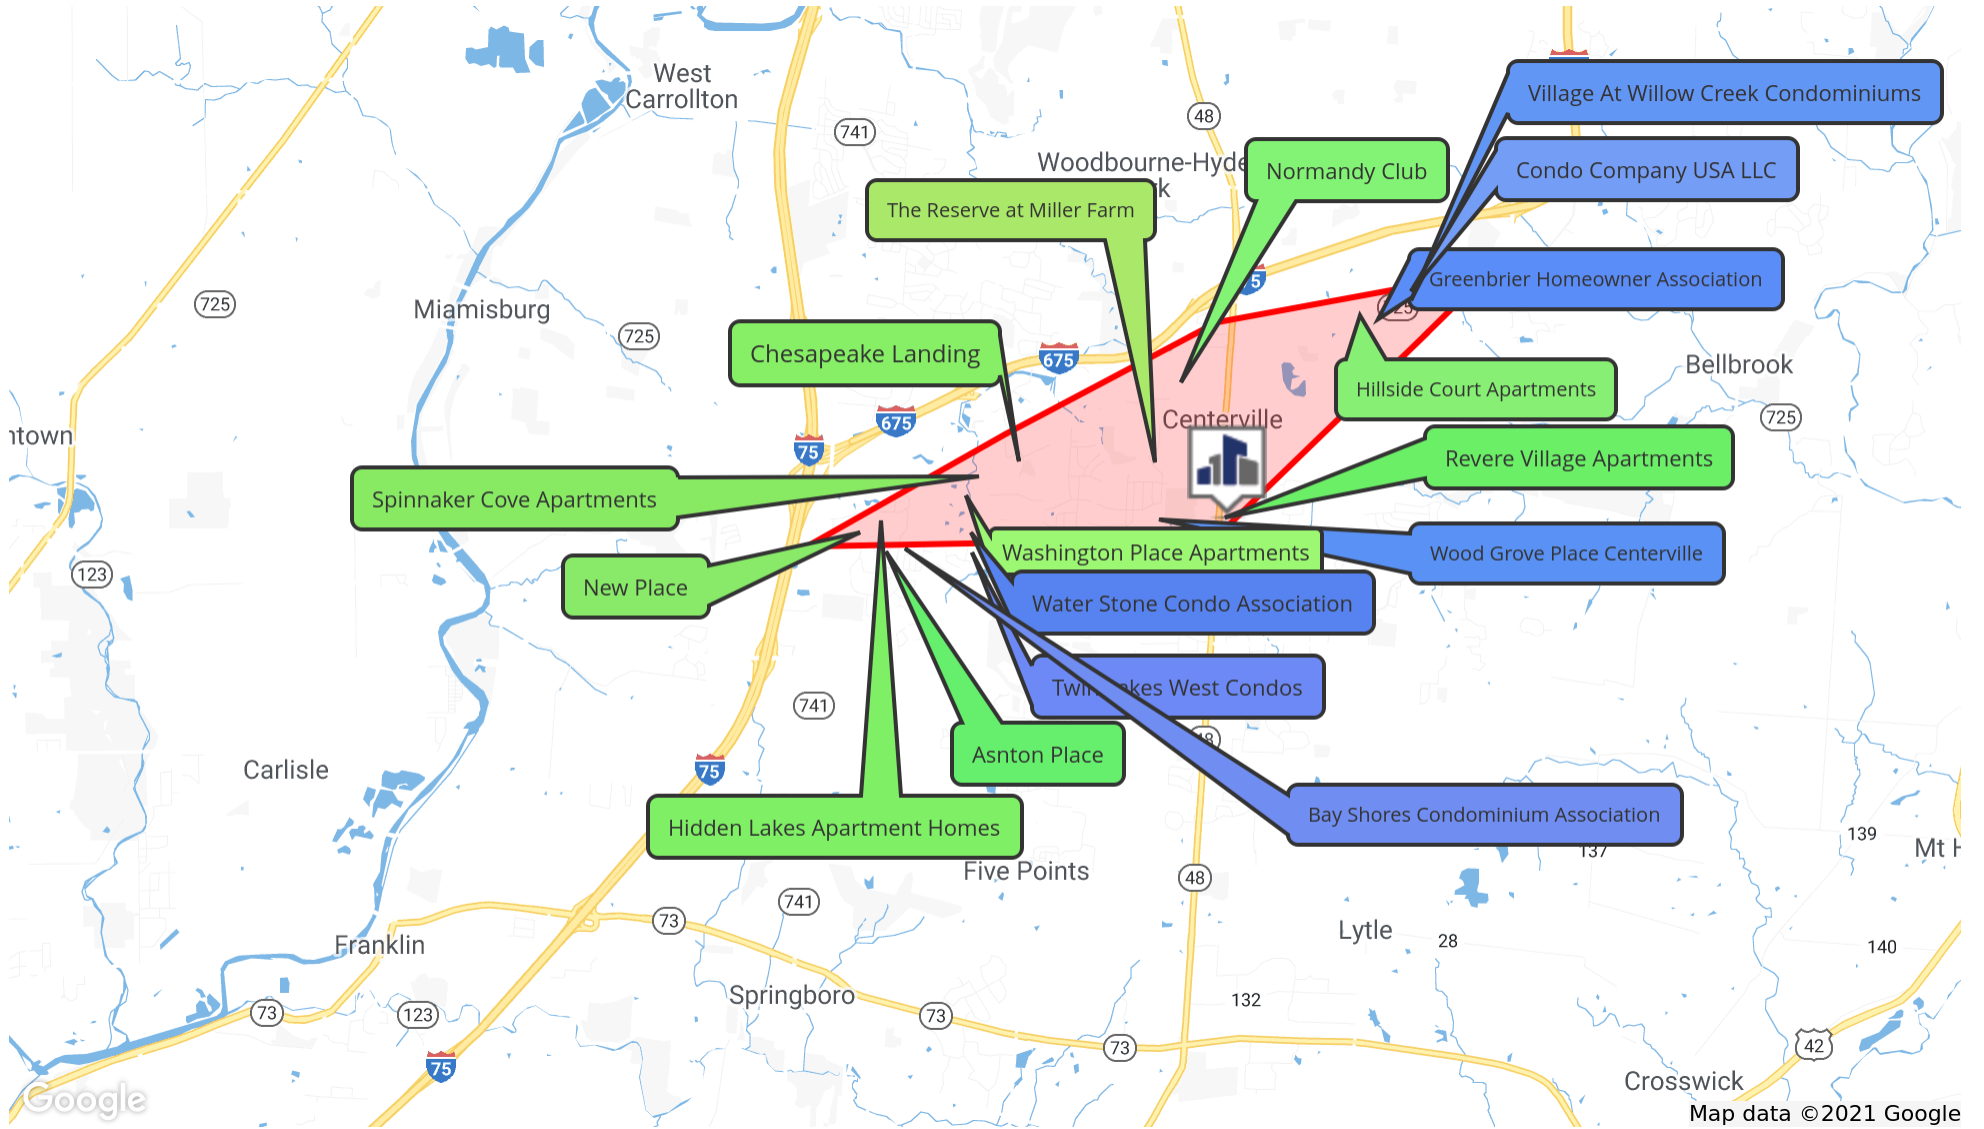 West
Carrollton
741
48
Village At Willow Creek Condominiums
Woodbourne-Hyde
Normandy Club
Condo Company USA LLC
The Reserve at Miller Farm
725
Miamisburg
725
Greenbrier Homeowner Association
Chesapeake Landing
675
Bellbrook
Hillside Court Apartments
725
Centerville
675
75
ntown
Revere Village Apartments
Spinnaker Cove Apartments
Washington Place Apartments
Wood Grove Place Centerville
123
New Place
Water Stone Condo Association
West Condos
741
48
Asnton Place
75
Carlisle
Bay Shores Condominium Association
Hidden Lakes Apartment Homes
139
Mt H
137
Five Points
48
741
73
Lytle
28
140
Franklin
Springboro
132
73
123
73
73
42
75
Crosswick
Google
Map data ©2021 Google